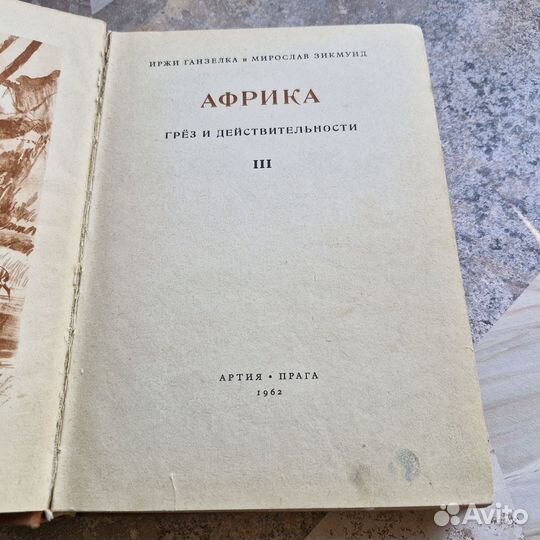 ИРЖИ ГАНЗЕЛКА и МИРОСЛАВ ЗИКМУНД
АФРИКА
ГРЁЗ И ДЕЙСТВИТЕЛЬНОСТИ
III
АРТИЯ • ПРАГА
1962
Avito